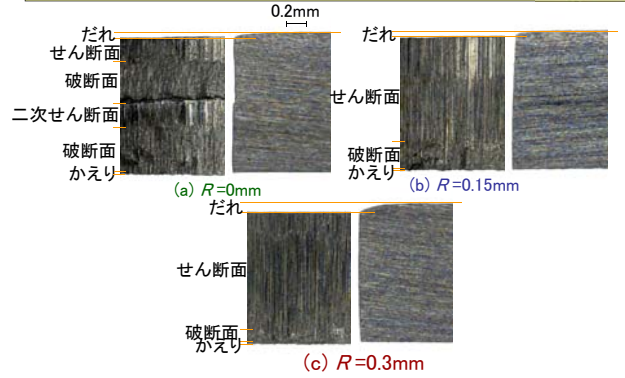 0.2mm
だれ
せん断面
破断面
二次せん断面
破断面
かえり
(a) R=0mm
だれ
せん断面
破断面
かえり
(b) R=0.15mm
だれ
せん断面
破断面
かえり
(c) R=0.3mm